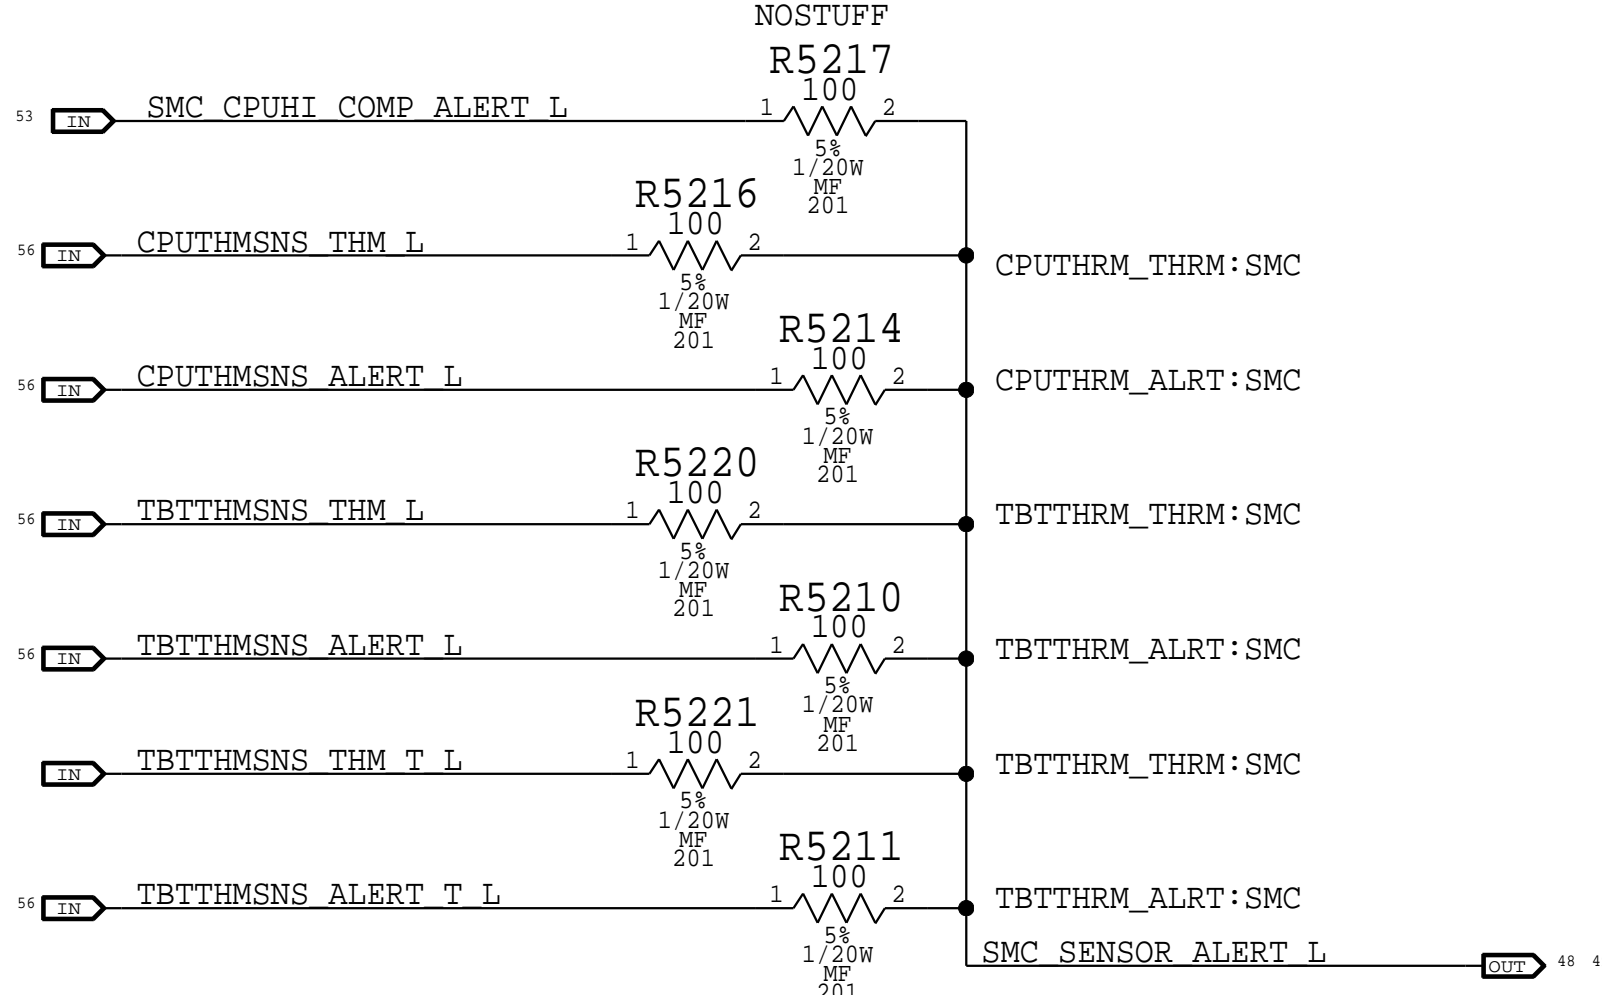 NOSTUFF
R5217
100
53 IN SMC_CPUHI_COMP_ALERT_L 1 2
5%
1/20W
MF
201
R5216
100
56 IN CPUTHMSNS_THM_L 1 2 CPUTHRM_THRM:SMC
5%
1/20W
MF
201
R5214
100
56 IN CPUTHMSNS_ALERT_L 1 2 CPUTHRM_ALRT:SMC
5%
1/20W
MF
201
R5220
100
56 IN TBTTHMSNS_THM_L 1 2 TBTTHRM_THRM:SMC
5%
1/20W
MF
201
R5210
100
56 IN TBTTHMSNS_ALERT_L 1 2 TBTTHRM_ALRT:SMC
5%
1/20W
MF
201
R5221
100
IN TBTTHMSNS_THM_T_L 1 2 TBTTHRM_THRM:SMC
5%
1/20W
MF
201
R5211
100
56 IN TBTTHMSNS_ALERT_T_L 1 2 TBTTHRM_ALRT:SMC
5%
1/20W
MF
201
SMC_SENSOR_ALERT_L OUT 48 4